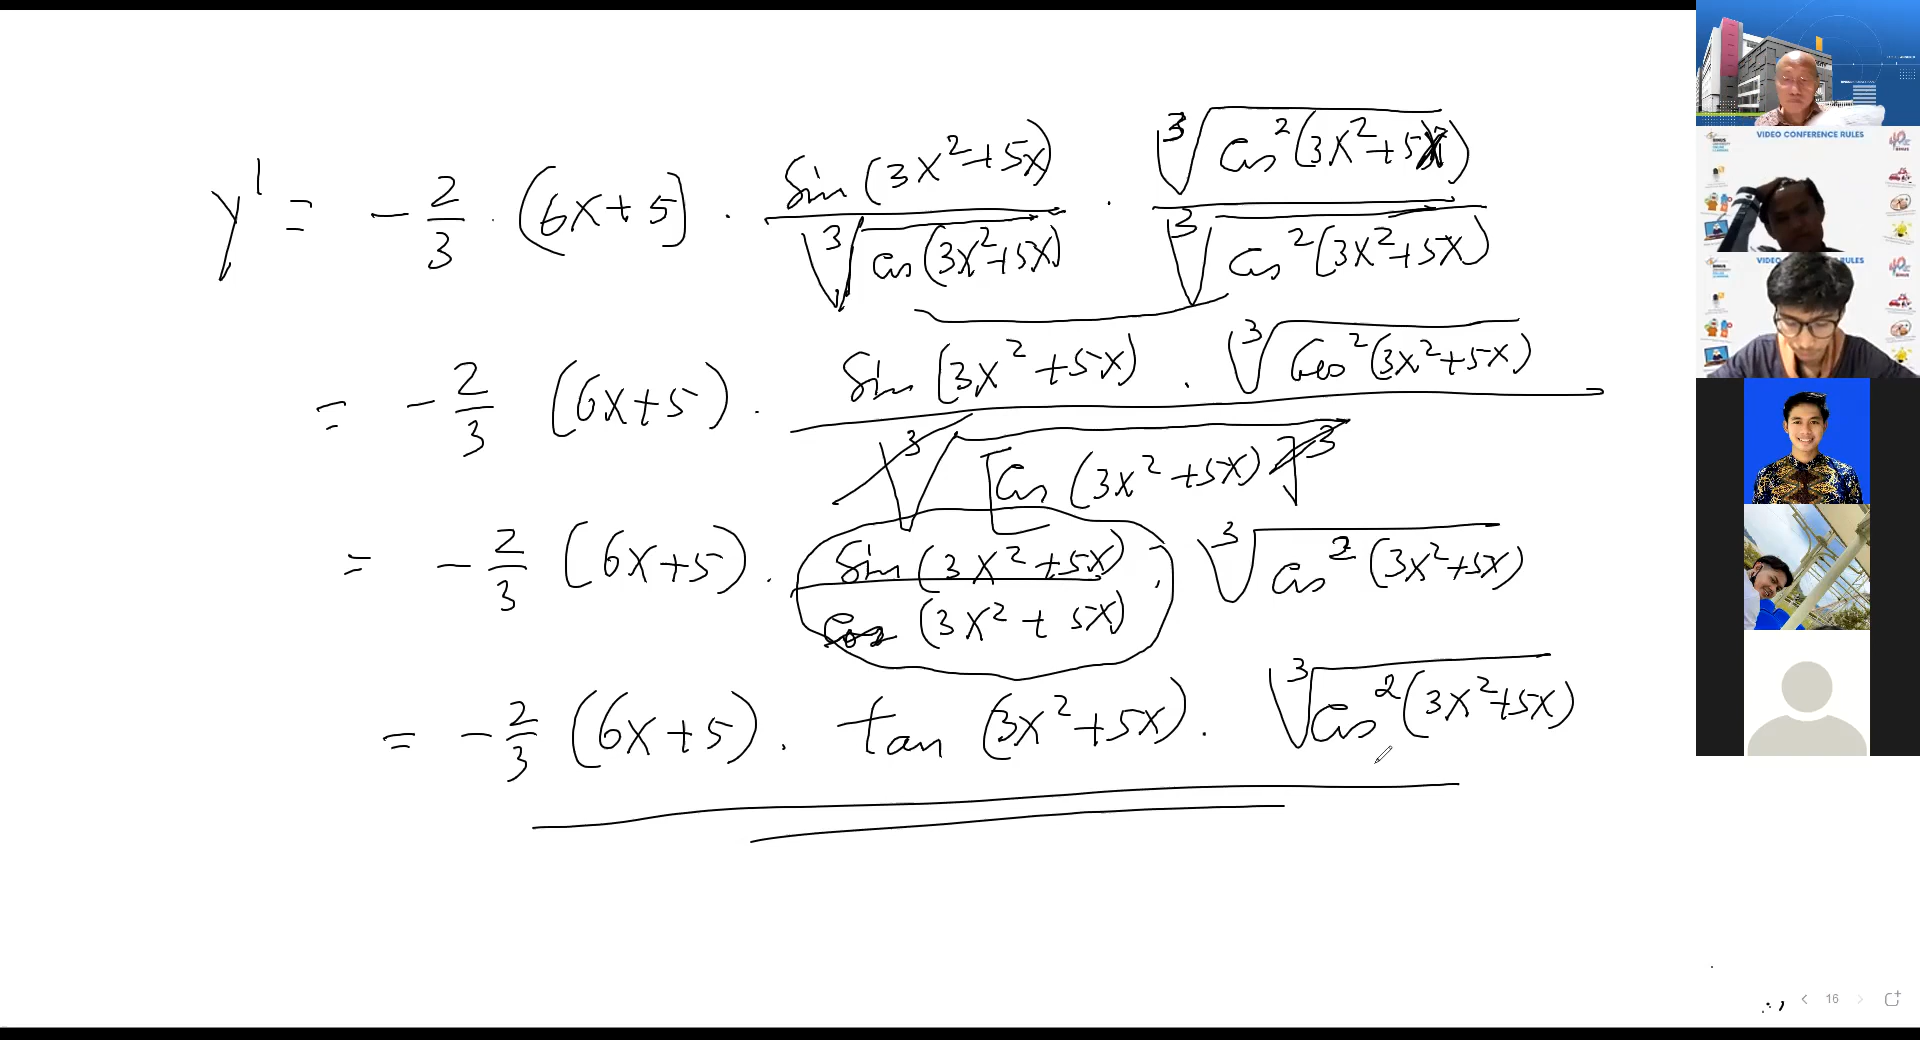 y' = - 2/3 . (6x+5) . sin (3x²+5x) / ∛(cos (3x²+5x)) . ∛(cos² (3x²+5x)) / ∛(cos² (3x²+5x))
= - 2/3 (6x+5) . sin (3x²+5x) . ∛(cos² (3x²+5x)) / ∛([cos (3x²+5x)]³)
= - 2/3 (6x+5) . sin (3x²+5x) / cos (3x²+5x) . ∛(cos² (3x²+5x))
= - 2/3 (6x+5) . tan (3x²+5x) . ∛(cos² (3x²+5x))
VIDEO CONFERENCE RULES
VIDEO RULES
16